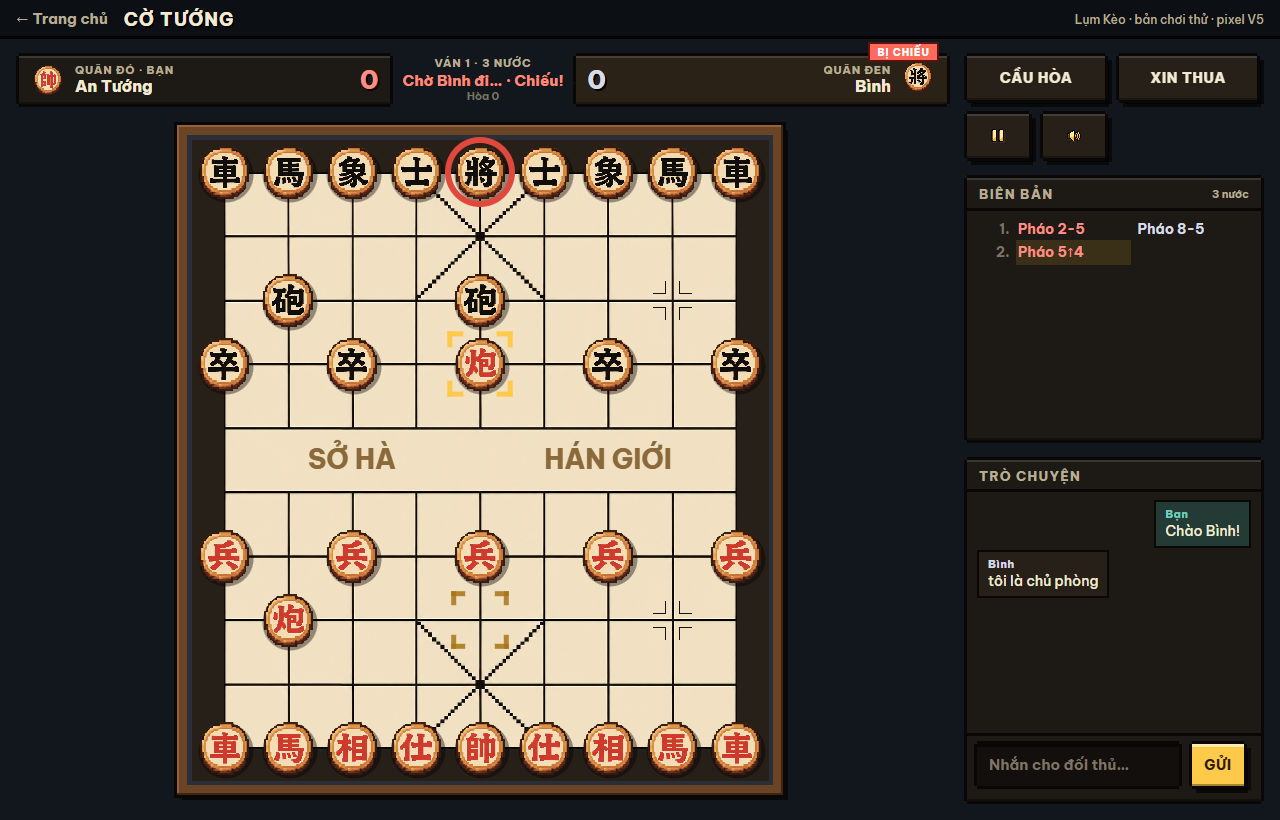 ← Trang chủ CỜ TƯỚNG
Lụm Kèo · bản chơi thử · pixel V5
帥 QUÂN ĐỎ · BẠN
An Tướng
0
VÁN 1 · 3 NƯỚC
Chờ Bình đi... · Chiếu!
Hòa 0
BỊ CHIẾU
0
QUÂN ĐEN
Bình
將
CẦU HÒA
XIN THUA
車 馬 象 士 將 士 象 馬 車
砲 砲
卒 卒 炮 卒 卒
SỞ HÀ HÁN GIỚI
兵 兵 兵 兵 兵
炮
車 馬 相 仕 帥 仕 相 馬 車
BIÊN BẢN 3 nước
1. Pháo 2-5 Pháo 8-5
2. Pháo 5↑4
TRÒ CHUYỆN
Bạn
Chào Bình!
Bình
tôi là chủ phòng
Nhắn cho đối thủ...
GỬI